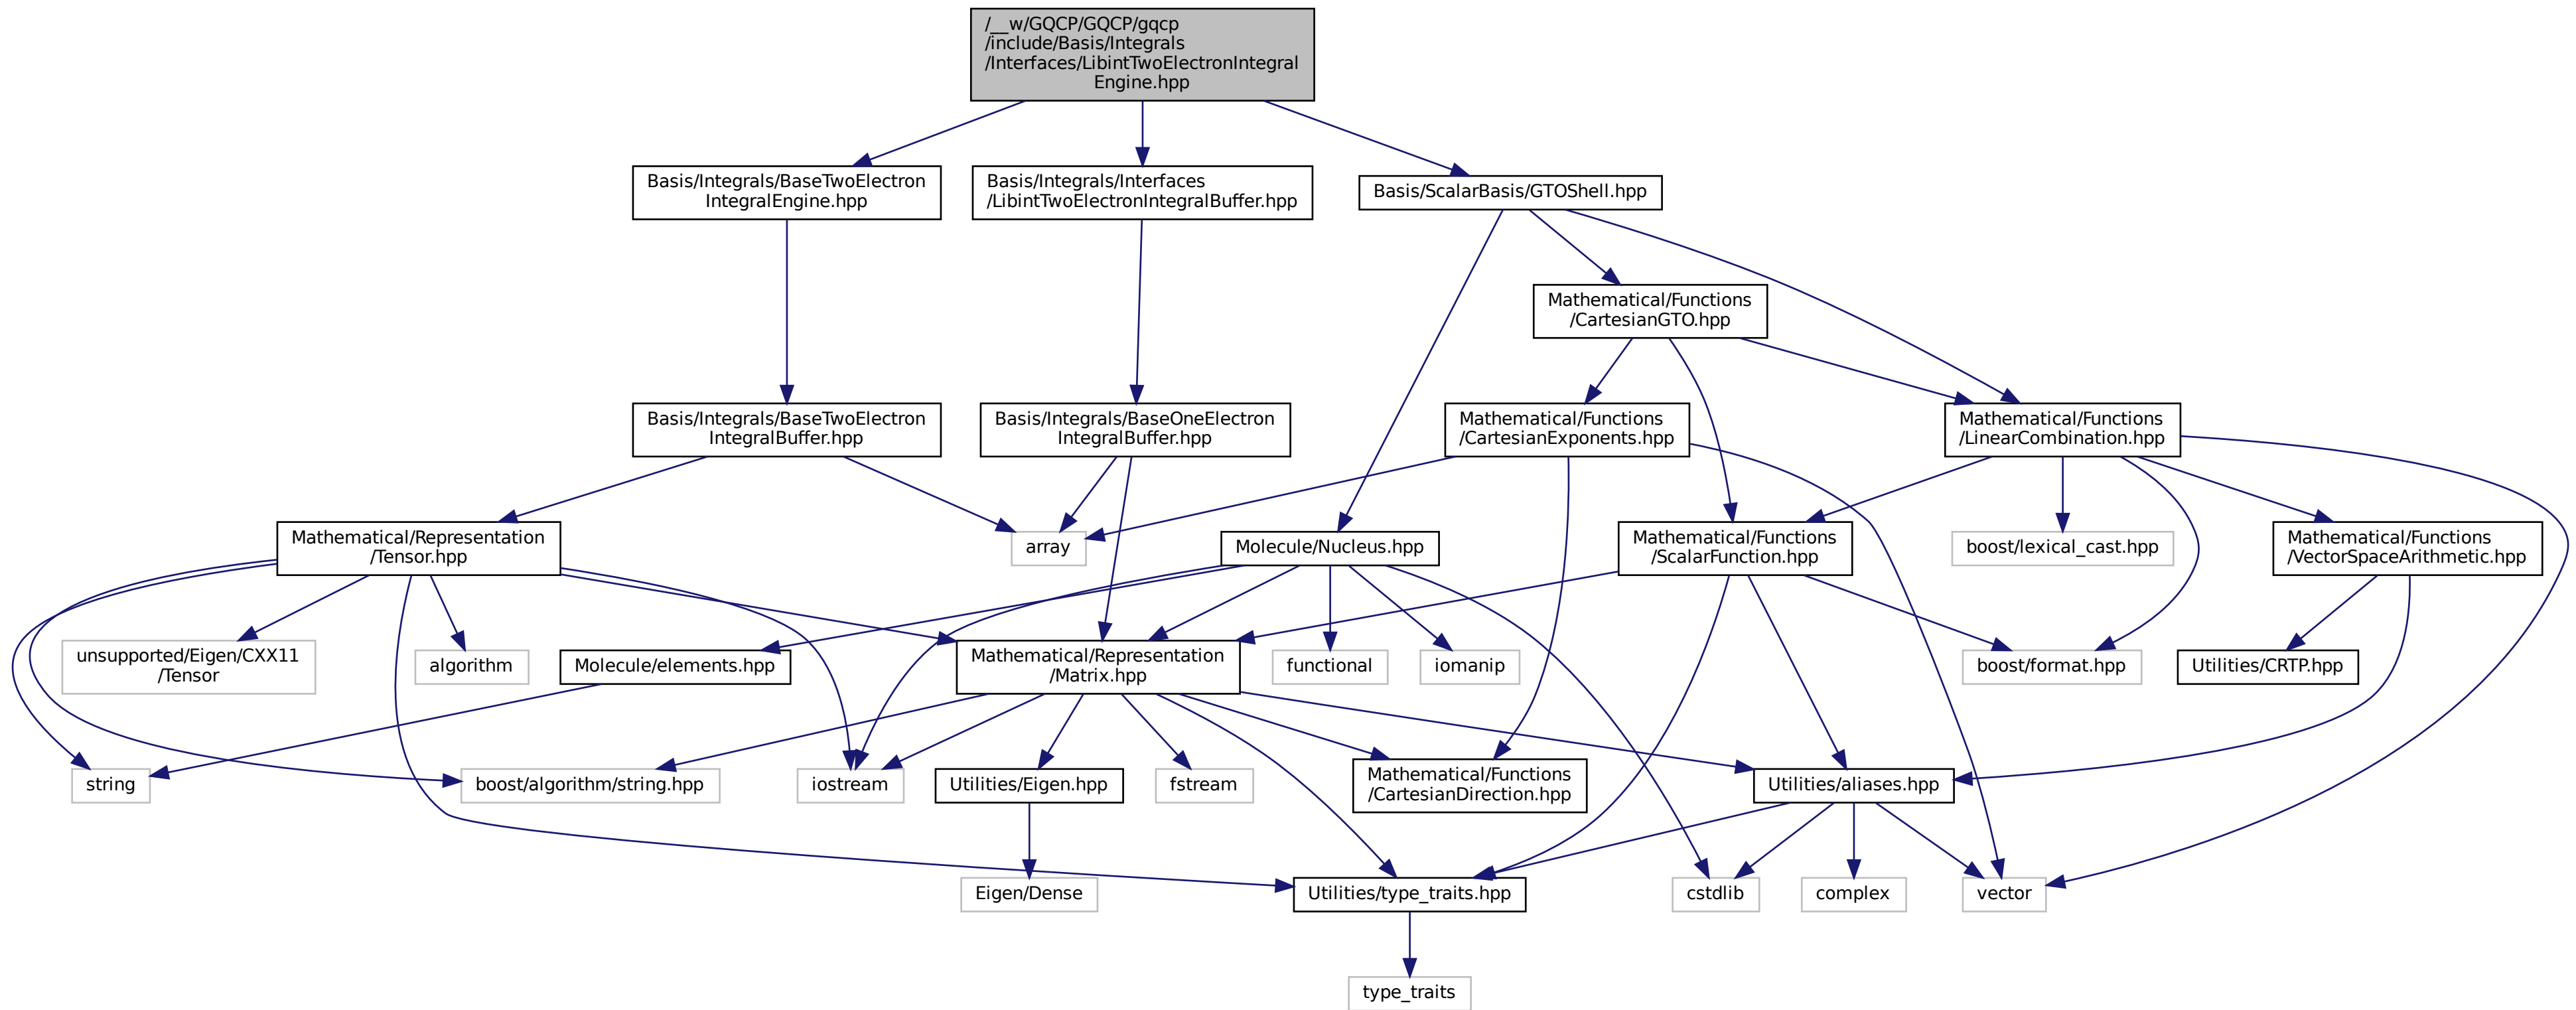 /__w/GQCP/GQCP/gqcp
/include/Basis/Integrals
/Interfaces/LibintTwoElectronIntegral
Engine.hpp
Basis/Integrals/BaseTwoElectron
IntegralEngine.hpp
Basis/Integrals/Interfaces
/LibintTwoElectronIntegralBuffer.hpp
Basis/ScalarBasis/GTOShell.hpp
Mathematical/Functions
/CartesianGTO.hpp
Basis/Integrals/BaseTwoElectron
IntegralBuffer.hpp
Basis/Integrals/BaseOneElectron
IntegralBuffer.hpp
Mathematical/Functions
/CartesianExponents.hpp
Mathematical/Functions
/LinearCombination.hpp
Mathematical/Representation
/Tensor.hpp
array
Molecule/Nucleus.hpp
Mathematical/Functions
/ScalarFunction.hpp
boost/lexical_cast.hpp
Mathematical/Functions
/VectorSpaceArithmetic.hpp
unsupported/Eigen/CXX11
/Tensor
algorithm
Molecule/elements.hpp
Mathematical/Representation
/Matrix.hpp
functional
iomanip
boost/format.hpp
Utilities/CRTP.hpp
string
boost/algorithm/string.hpp
iostream
Utilities/Eigen.hpp
fstream
Mathematical/Functions
/CartesianDirection.hpp
Utilities/aliases.hpp
Eigen/Dense
Utilities/type_traits.hpp
cstdlib
complex
vector
type_traits